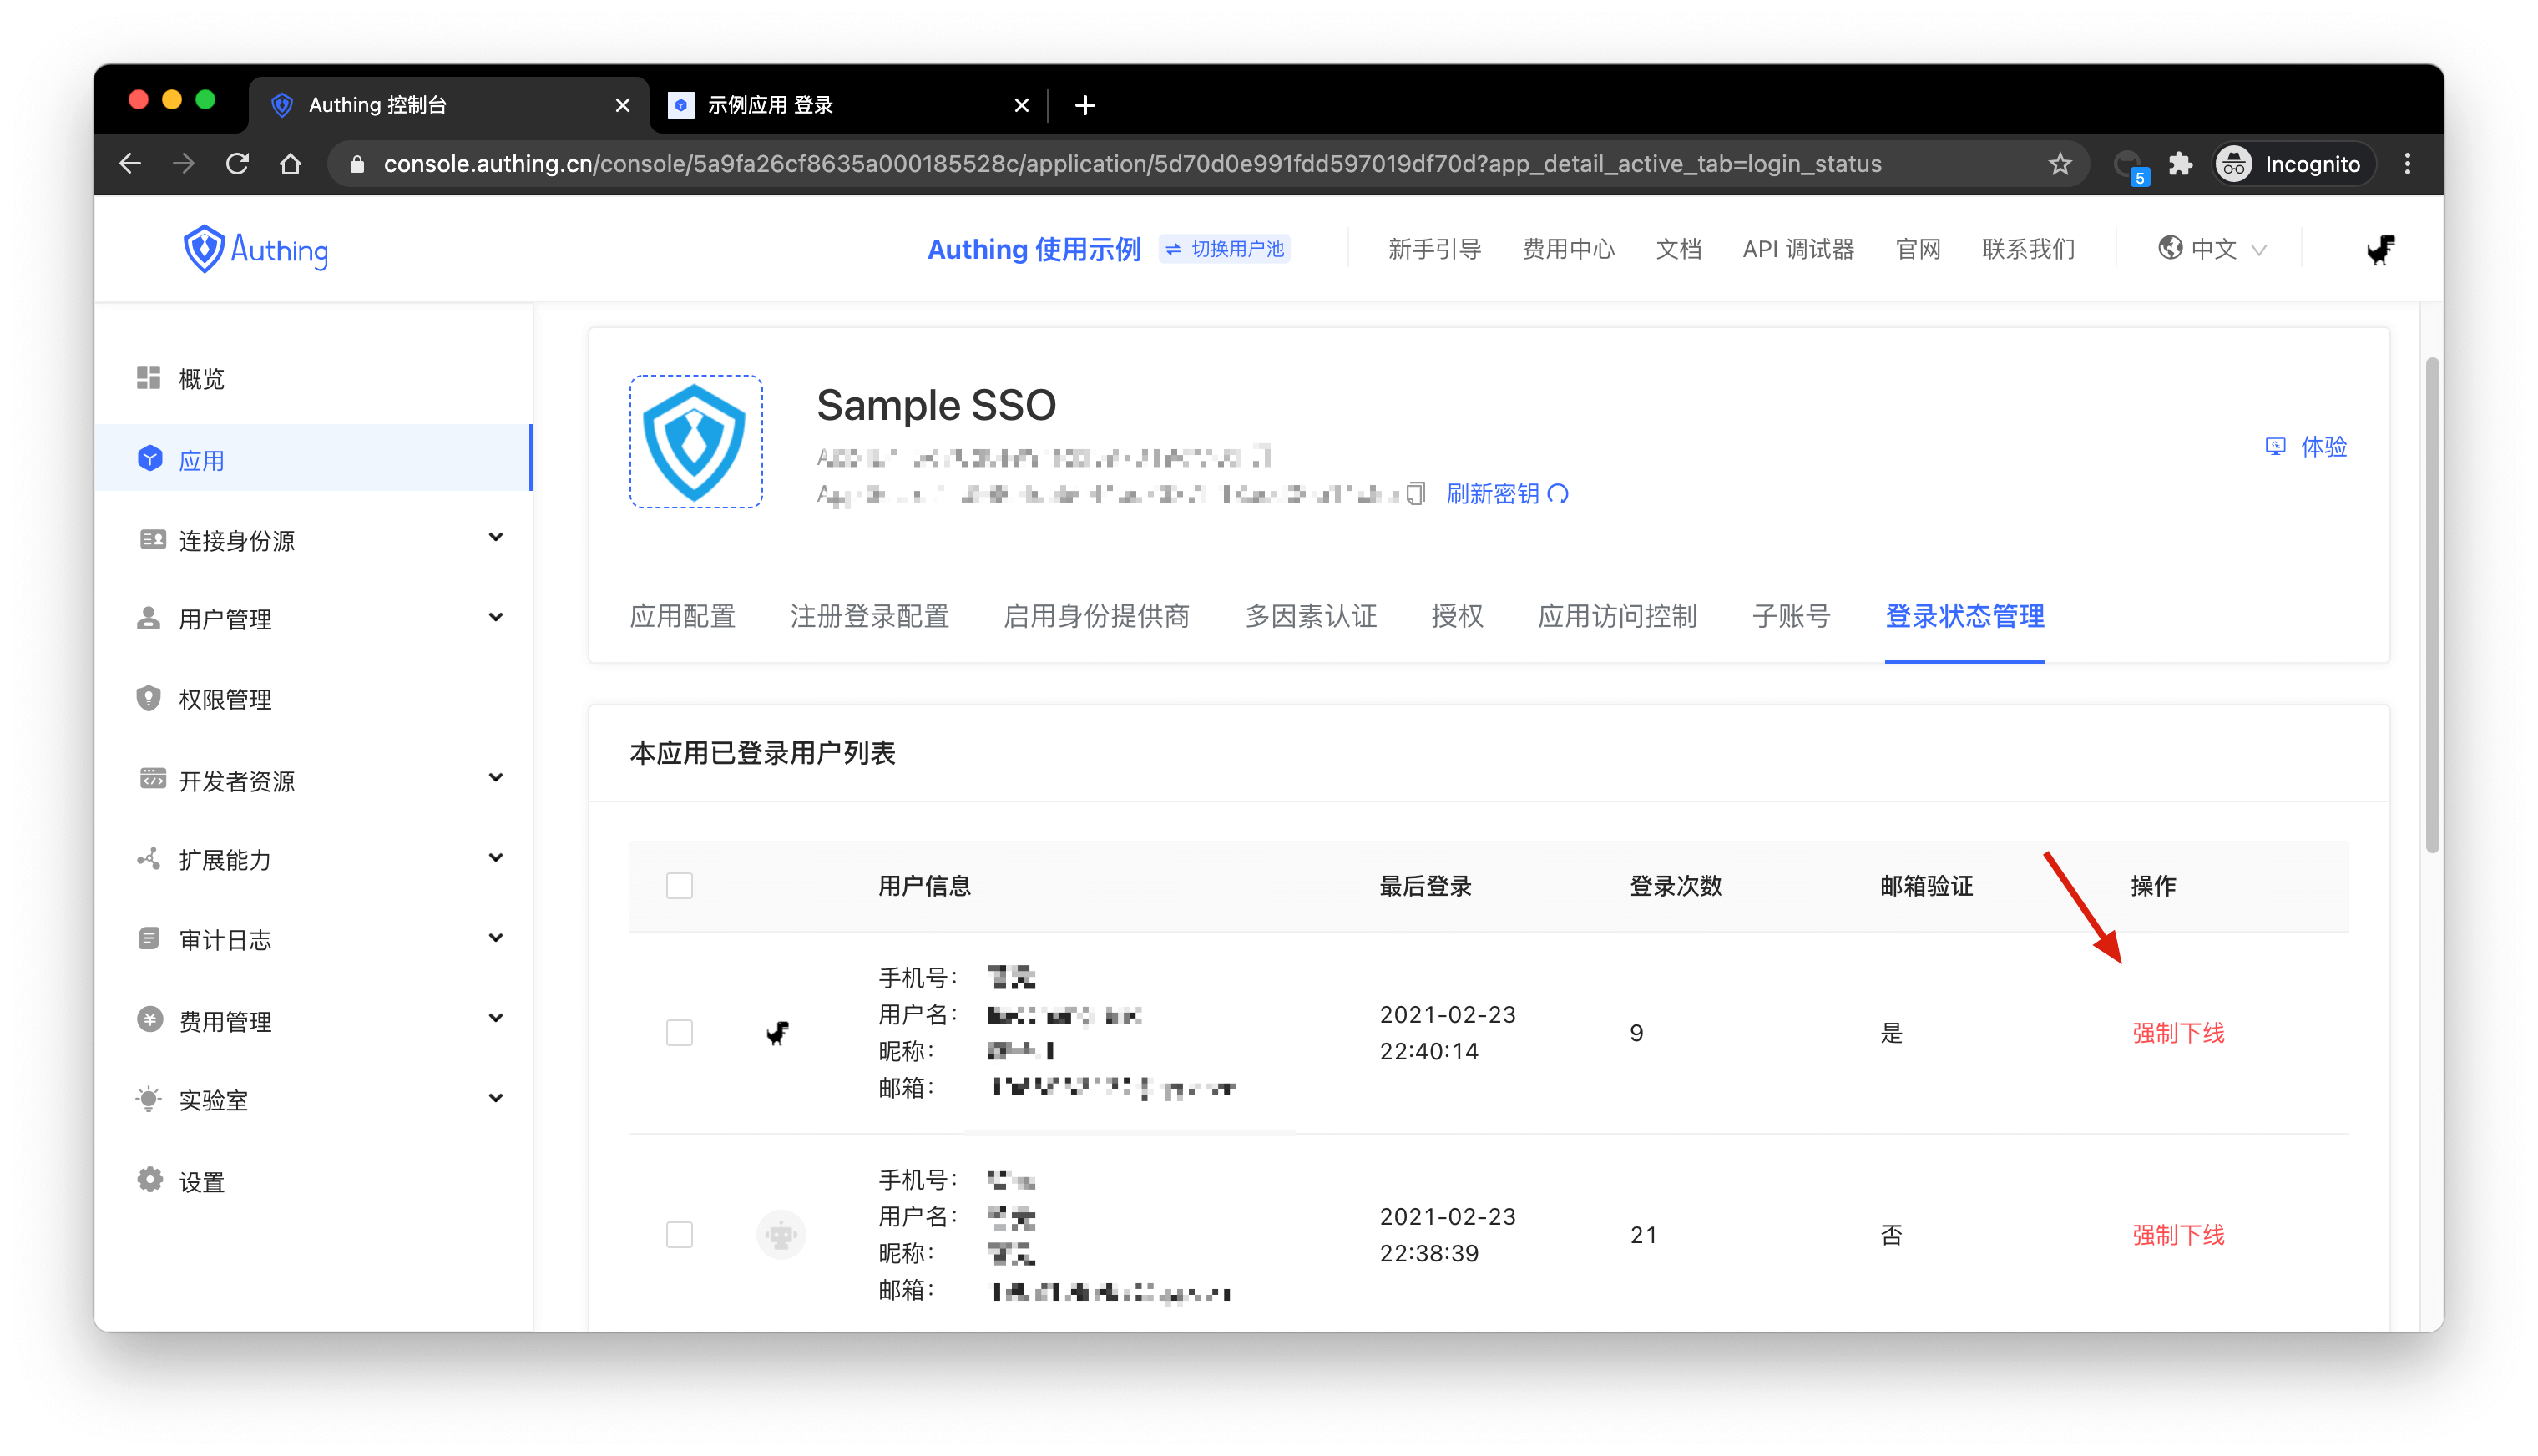 Authing 控制台
示例应用 登录
console.authing.cn/console/5a9fa26cf8635a000185528c/application/5d70d0e991fdd597019df70d?app_detail_active_tab=login_status
5
Incognito
Authing
Authing 使用示例
切换用户池
新手引导
费用中心
文档
API 调试器
官网
联系我们
中文
概览
应用
连接身份源
用户管理
权限管理
开发者资源
扩展能力
审计日志
费用管理
实验室
设置
Sample SSO
刷新密钥
体验
应用配置
注册登录配置
启用身份提供商
多因素认证
授权
应用访问控制
子账号
登录状态管理
本应用已登录用户列表
用户信息
最后登录
登录次数
邮箱验证
操作
手机号：
用户名：
昵称：
邮箱：
2021-02-23
22:40:14
9
是
强制下线
手机号：
用户名：
昵称：
邮箱：
2021-02-23
22:38:39
21
否
强制下线